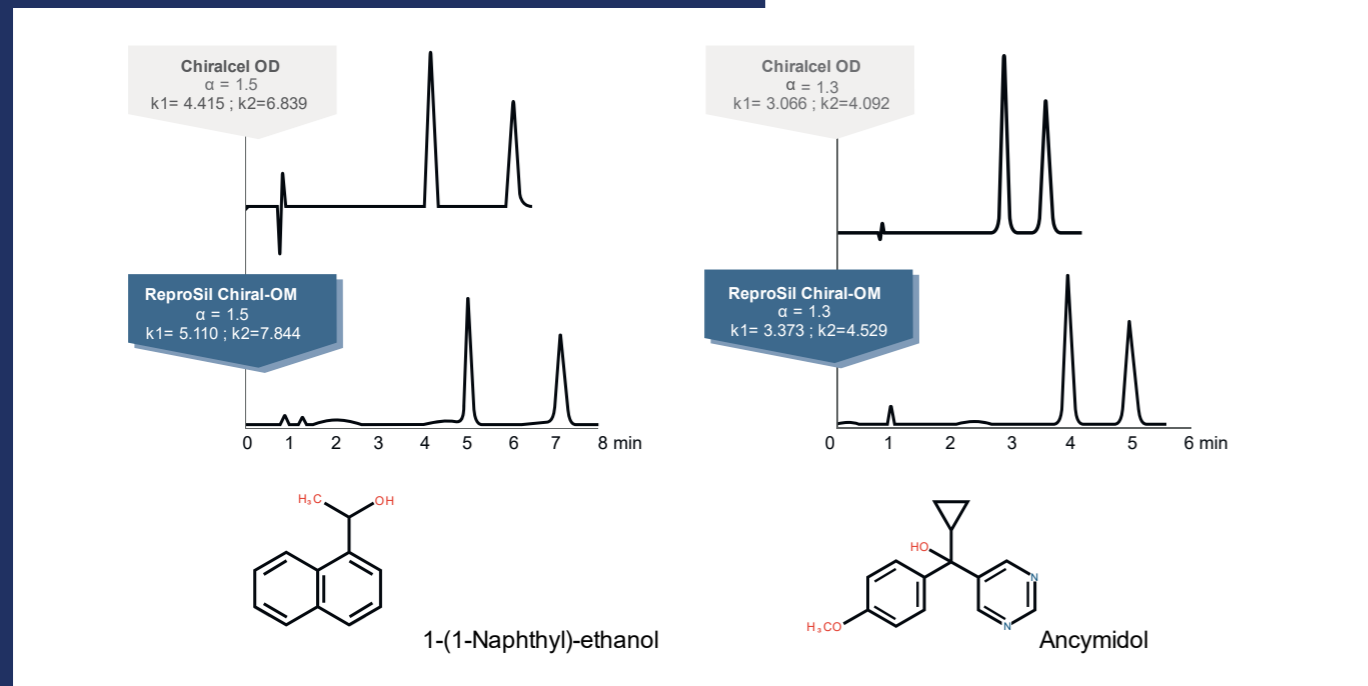 Chiralcel OD
α = 1.5
k1= 4.415 ; k2=6.839
ReproSil Chiral-OM
α = 1.5
k1= 5.110 ; k2=7.844
0 1 2 3 4 5 6 7 8 min
H₃C OH
1-(1-Naphthyl)-ethanol
Chiralcel OD
α = 1.3
k1= 3.066 ; k2=4.092
ReproSil Chiral-OM
α = 1.3
k1= 3.373 ; k2=4.529
0 1 2 3 4 5 6 min
HO
N
H₃CO
N
Ancymidol